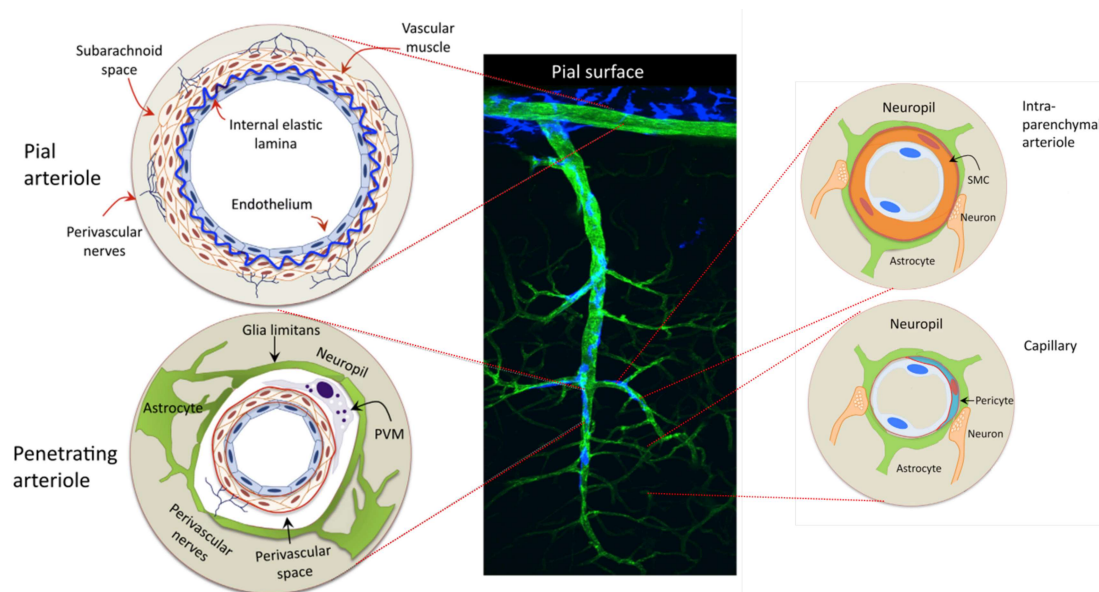 Pial
arteriole
Subarachnoid
space
Vascular
muscle
Internal elastic
lamina
Endothelium
Perivascular
nerves
Penetrating
arteriole
Glia limitans
Neuropil
Astrocyte
PVM
Perivascular
nerves
Perivascular
space
Pial surface
Neuropil
SMC
Neuron
Astrocyte
Intra-
parenchymal
arteriole
Neuropil
Pericyte
Neuron
Astrocyte
Capillary